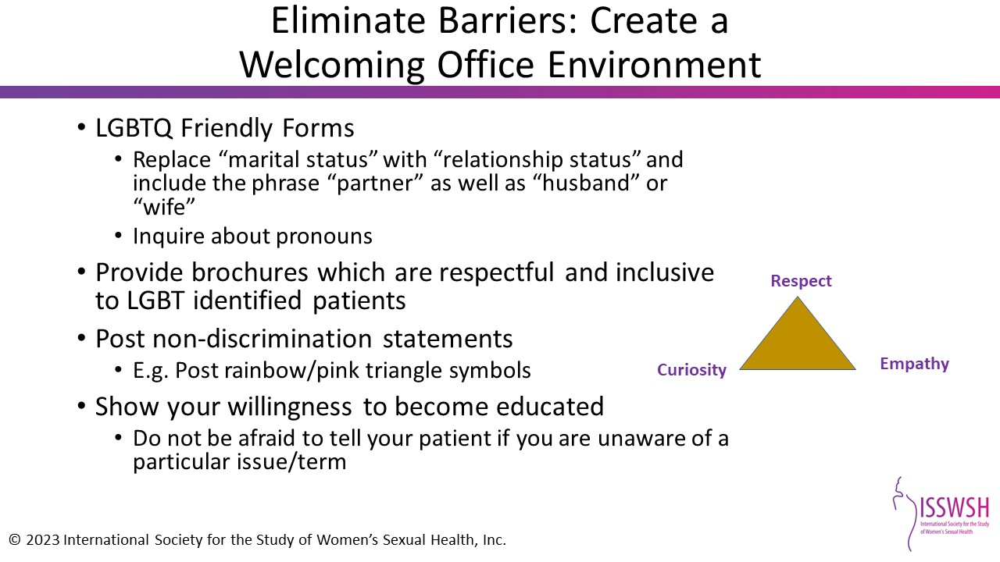 Eliminate Barriers: Create a
Welcoming Office Environment
• LGBTQ Friendly Forms
• Replace “marital status” with “relationship status” and
include the phrase “partner” as well as “husband” or
“wife”
• Inquire about pronouns
• Provide brochures which are respectful and inclusive
to LGBT identified patients
• Post non-discrimination statements
• E.g. Post rainbow/pink triangle symbols
• Show your willingness to become educated
• Do not be afraid to tell your patient if you are unaware of a
particular issue/term
Respect
Curiosity
Empathy
ISSWSH
International Society for the Study
of Women’s Sexual Health
© 2023 International Society for the Study of Women’s Sexual Health, Inc.